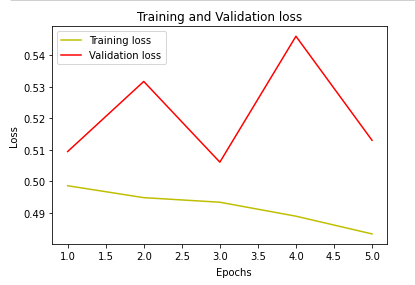 Training and Validation loss
Training loss
Validation loss
Loss
0.54
0.53
0.52
0.51
0.50
0.49
1.0 1.5 2.0 2.5 3.0 3.5 4.0 4.5 5.0
Epochs